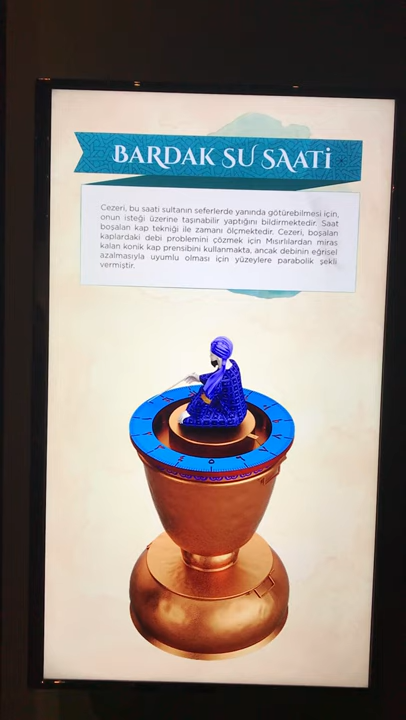 BARDAK SU SAATİ
Cezeri, bu saati sultanın seferlerde yanında götürebilmesi için,
onun isteği üzerine taşınabilir yaptığını bildirmektedir. Saat
boşalan kap tekniği ile zamanı ölçmektedir. Cezeri, boşalan
kaplardaki debi problemini çözmek için Mısırlılardan miras
kalan konik kap prensibini kullanmakta, ancak debinin eğrisel
azalmasıyla uyumlu olması için yüzeylere parabolik şekli
vermiştir.